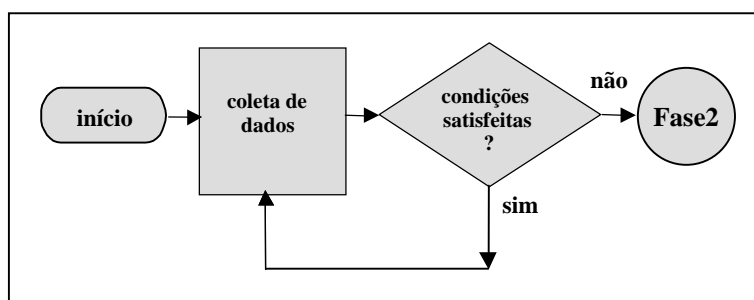 início
coleta de
dados
condições
satisfeitas
?
não
Fase2
sim